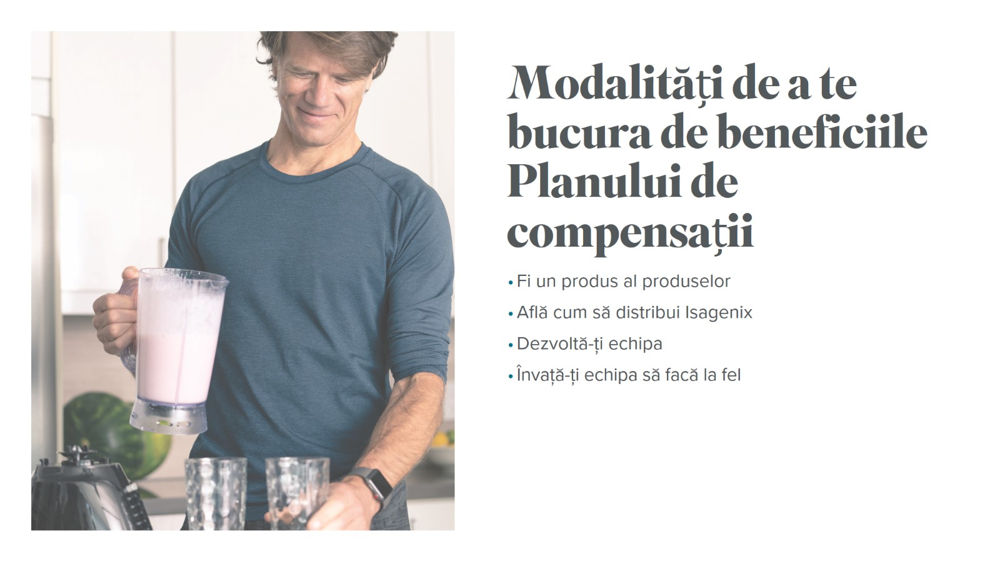 Modalități de a te
bucura de beneficiile
Planului de
compensații
• Fi un produs al produselor
• Află cum să distribui Isagenix
• Dezvoltă-ți echipa
• Învață-ți echipa să facă la fel